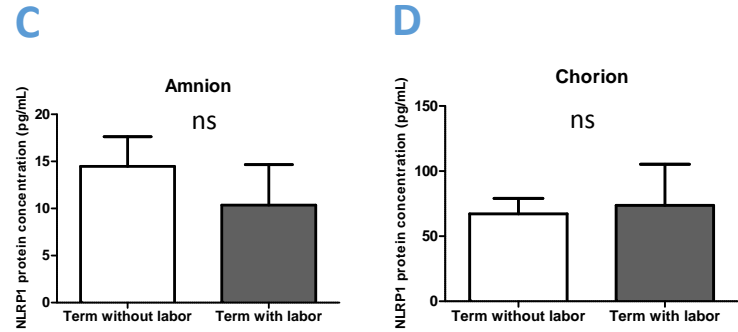 C
Amnion
NLRP1 protein concentration (pg/mL)
20
15
10
5
0
ns
Term without labor
Term with labor
D
Chorion
NLRP1 protein concentration (pg/mL)
150
100
50
0
ns
Term without labor
Term with labor